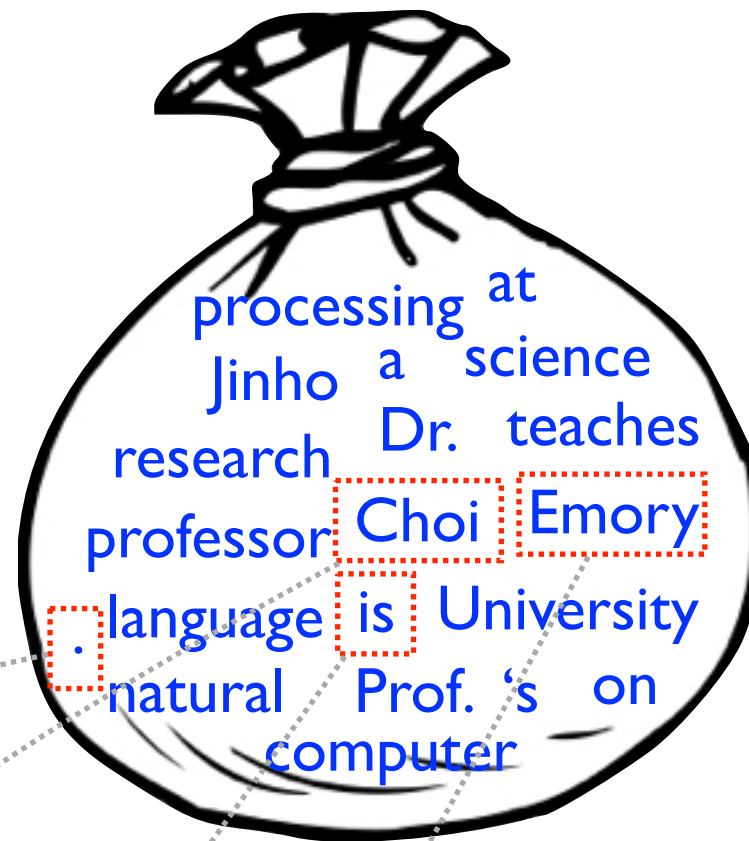 processing at
Jinho a science
research Dr. teaches
professor Choi Emory
. language is University
natural Prof. ‘s on
computer